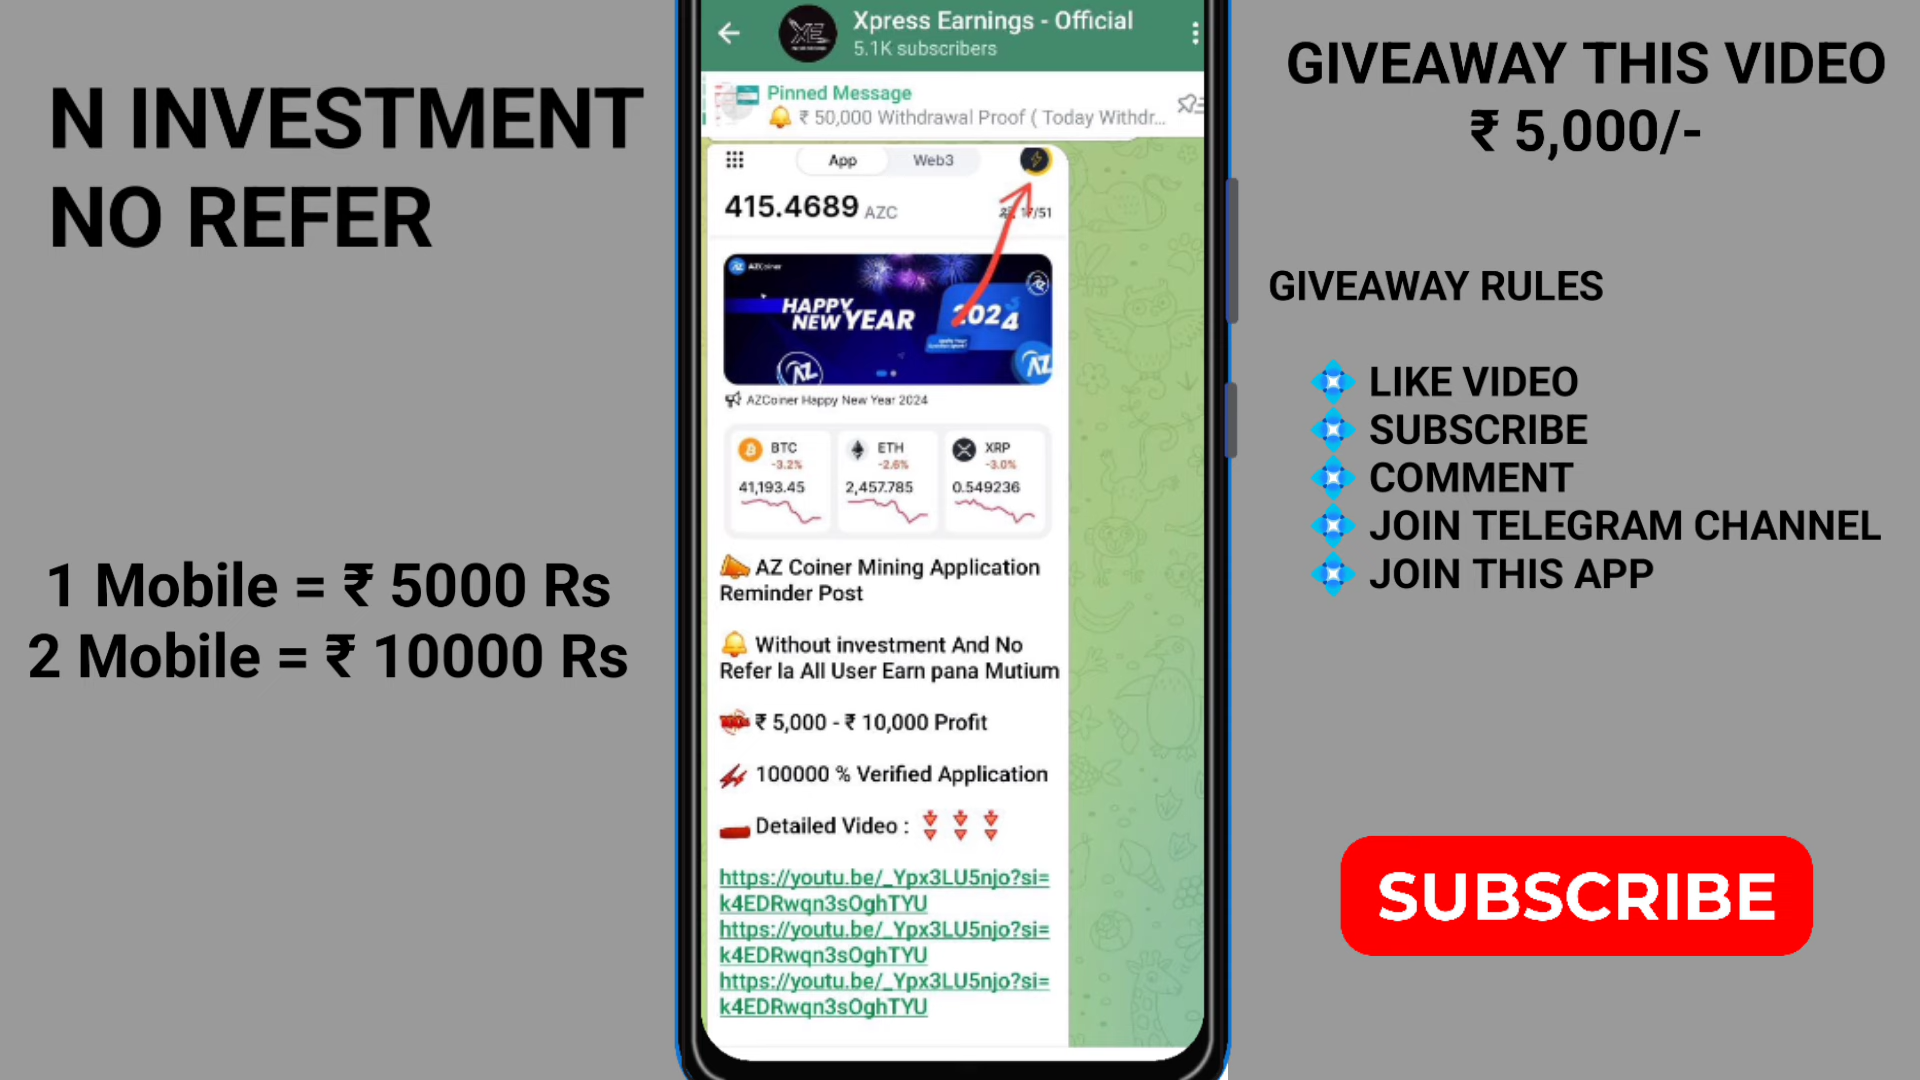 N INVESTMENT
NO REFER
1 Mobile = ₹ 5000 Rs
2 Mobile = ₹ 10000 Rs
XE
Xpress Earnings - Official
5.1K subscribers
Pinned Message
🔔 ₹ 50,000 Withdrawal Proof ( Today Withdr...
App Web3
415.4689 AZC
17/51
AZCoiner
HAPPY
NEW YEAR
2024
AZCoiner Happy New Year 2024
BTC
-3.2%
41,193.45
ETH
-2.6%
2,457.785
XRP
-3.0%
0.549236
📣 AZ Coiner Mining Application
Reminder Post
🔔 Without investment And No
Refer la All User Earn pana Mutium
₹ 5,000 - ₹ 10,000 Profit
100000 % Verified Application
Detailed Video :
https://youtu.be/_Ypx3LU5njo?si=
k4EDRwqn3sOghTYU
https://youtu.be/_Ypx3LU5njo?si=
k4EDRwqn3sOghTYU
https://youtu.be/_Ypx3LU5njo?si=
k4EDRwqn3sOghTYU
GIVEAWAY THIS VIDEO
₹ 5,000/-
GIVEAWAY RULES
💠 LIKE VIDEO
💠 SUBSCRIBE
💠 COMMENT
💠 JOIN TELEGRAM CHANNEL
💠 JOIN THIS APP
SUBSCRIBE